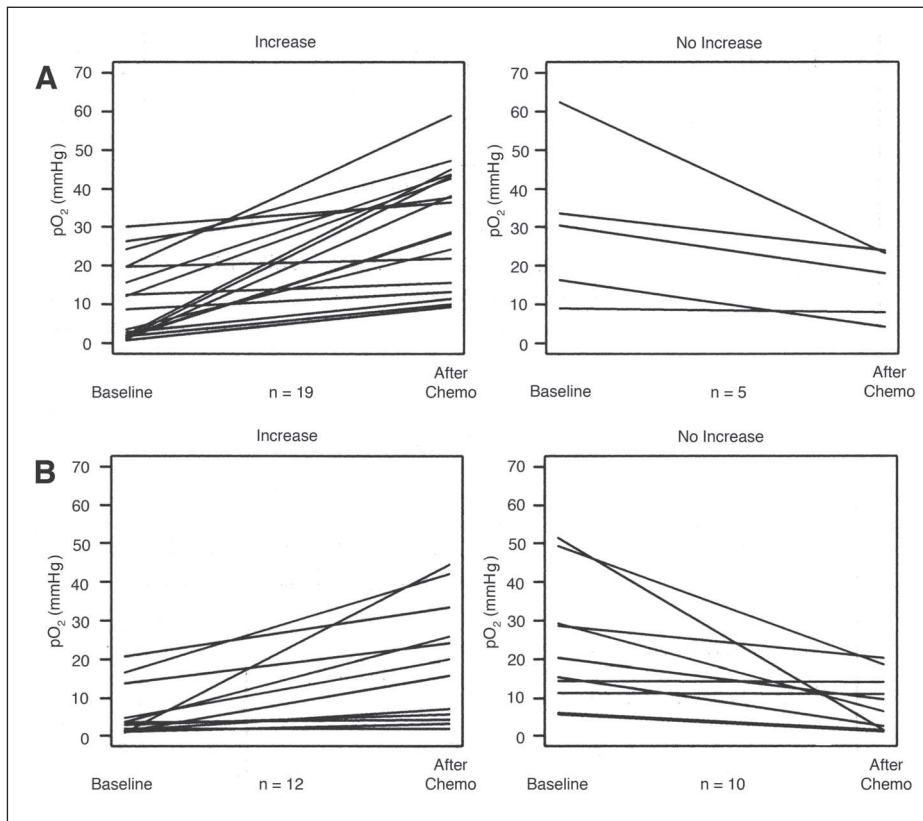 A
Increase
No Increase
pO2 (mmHg)
70
60
50
40
30
20
10
0
Baseline
n = 19
After
Chemo
pO2 (mmHg)
70
60
50
40
30
20
10
0
Baseline
n = 5
After
Chemo
B
Increase
No Increase
pO2 (mmHg)
70
60
50
40
30
20
10
0
Baseline
n = 12
After
Chemo
pO2 (mmHg)
70
60
50
40
30
20
10
0
Baseline
n = 10
After
Chemo